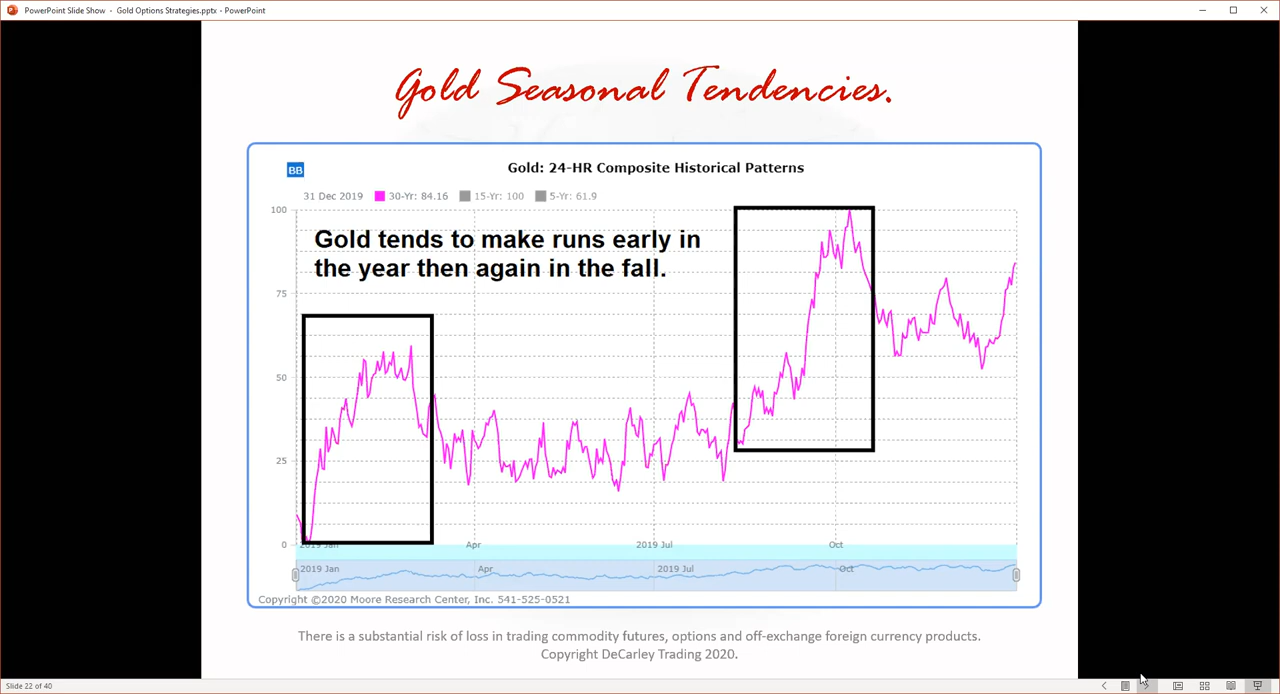 PowerPoint Slide Show - Gold Options Strategies.pptx - PowerPoint
Gold Seasonal Tendencies.
BB
Gold: 24-HR Composite Historical Patterns
31 Dec 2019 30-Yr: 84.16 15-Yr: 100 5-Yr: 61.9
100
Gold tends to make runs early in
the year then again in the fall.
75
50
25
0
2019 Jan Apr 2019 Jul Oct
2019 Jan Apr 2019 Jul Oct
Copyright ©2020 Moore Research Center, Inc. 541-525-0521
There is a substantial risk of loss in trading commodity futures, options and off-exchange foreign currency products.
Copyright DeCarley Trading 2020.
Slide 22 of 40